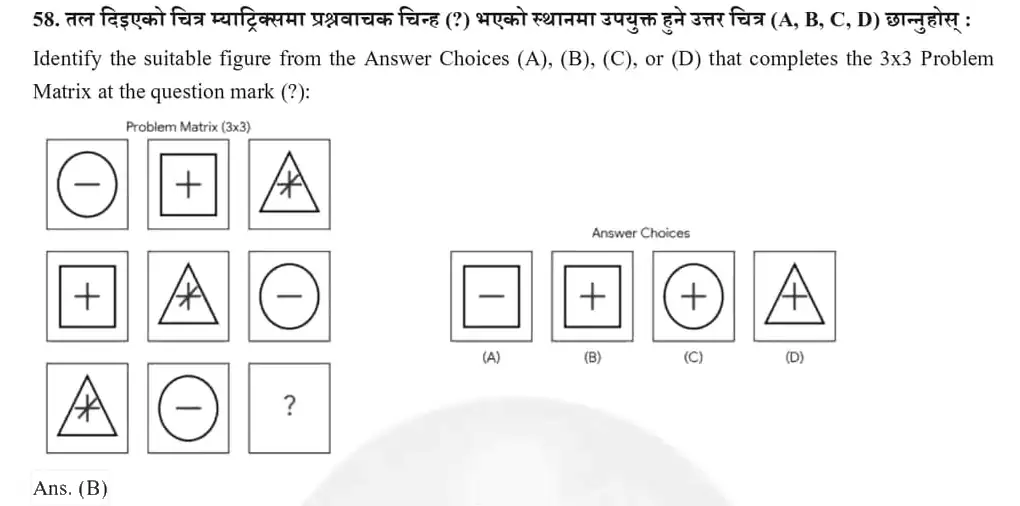 58. तल दिइएको चित्र म्याट्रिक्समा प्रश्नवाचक चिन्ह (?) भएको स्थानमा उपयुक्त हुने उत्तर चित्र (A, B, C, D) छान्नुहोस् :
Identify the suitable figure from the Answer Choices (A), (B), (C), or (D) that completes the 3x3 Problem
Matrix at the question mark (?):
Problem Matrix (3x3)
Answer Choices
(A) (B) (C) (D)
?
Ans. (B)